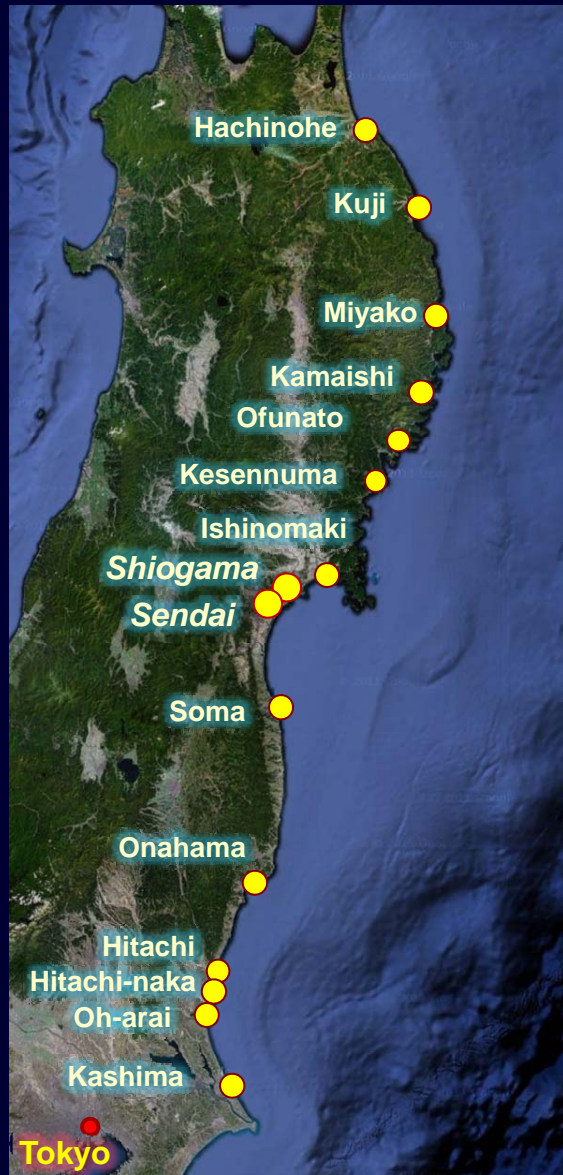 Hachinohe
Kuji
Miyako
Kamaishi
Ofunato
Kesennuma
Ishinomaki
Shiogama
Sendai
Soma
Onahama
Hitachi
Hitachi-naka
Oh-arai
Kashima
Tokyo